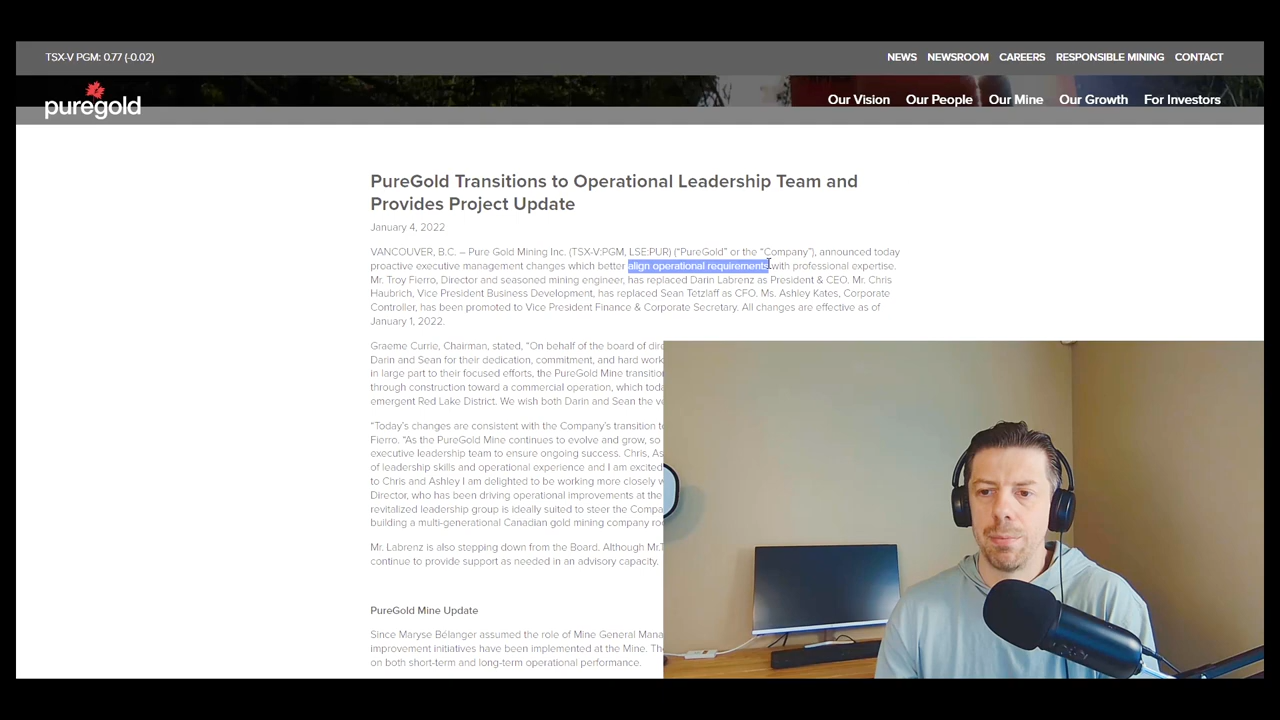 TSX-V PGM: 0.77 (-0.02)
NEWS NEWSROOM CAREERS RESPONSIBLE MINING CONTACT
puregold
Our Vision Our People Our Mine Our Growth For Investors
PureGold Transitions to Operational Leadership Team and
Provides Project Update
January 4, 2022
VANCOUVER, B.C. – Pure Gold Mining Inc. (TSX-V:PGM, LSE:PUR) (“PureGold” or the “Company”), announced today
proactive executive management changes which better align operational requirements with professional expertise.
Mr. Troy Fierro, Director and seasoned mining engineer, has replaced Darin Labrenz as President & CEO. Mr. Chris
Haubrich, Vice President Business Development, has replaced Sean Tetzlaff as CFO. Ms. Ashley Kates, Corporate
Controller, has been promoted to Vice President Finance & Corporate Secretary. All changes are effective as of
January 1, 2022.
Graeme Currie, Chairman, stated, “On behalf of the board of
Darin and Sean for their dedication, commitment, and hard work
in large part to their focused efforts, the PureGold Mine
through construction toward a commercial operation, which
emergent Red Lake District. We wish both Darin and Sean the
“Today’s changes are consistent with the Company’s transition
Fierro. “As the PureGold Mine continues to evolve and grow, so
executive leadership team to ensure ongoing success. Chris,
of leadership skills and operational experience and I am excited
to Chris and Ashley I am delighted to be working more closely
Director, who has been driving operational improvements at the
revitalized leadership group is ideally suited to steer the
building a multi-generational Canadian gold mining company
Mr. Labrenz is also stepping down from the Board. Although
continue to provide support as needed in an advisory capacity.
PureGold Mine Update
Since Maryse Bélanger assumed the role of Mine General
improvement initiatives have been implemented at the Mine.
on both short-term and long-term operational performance.